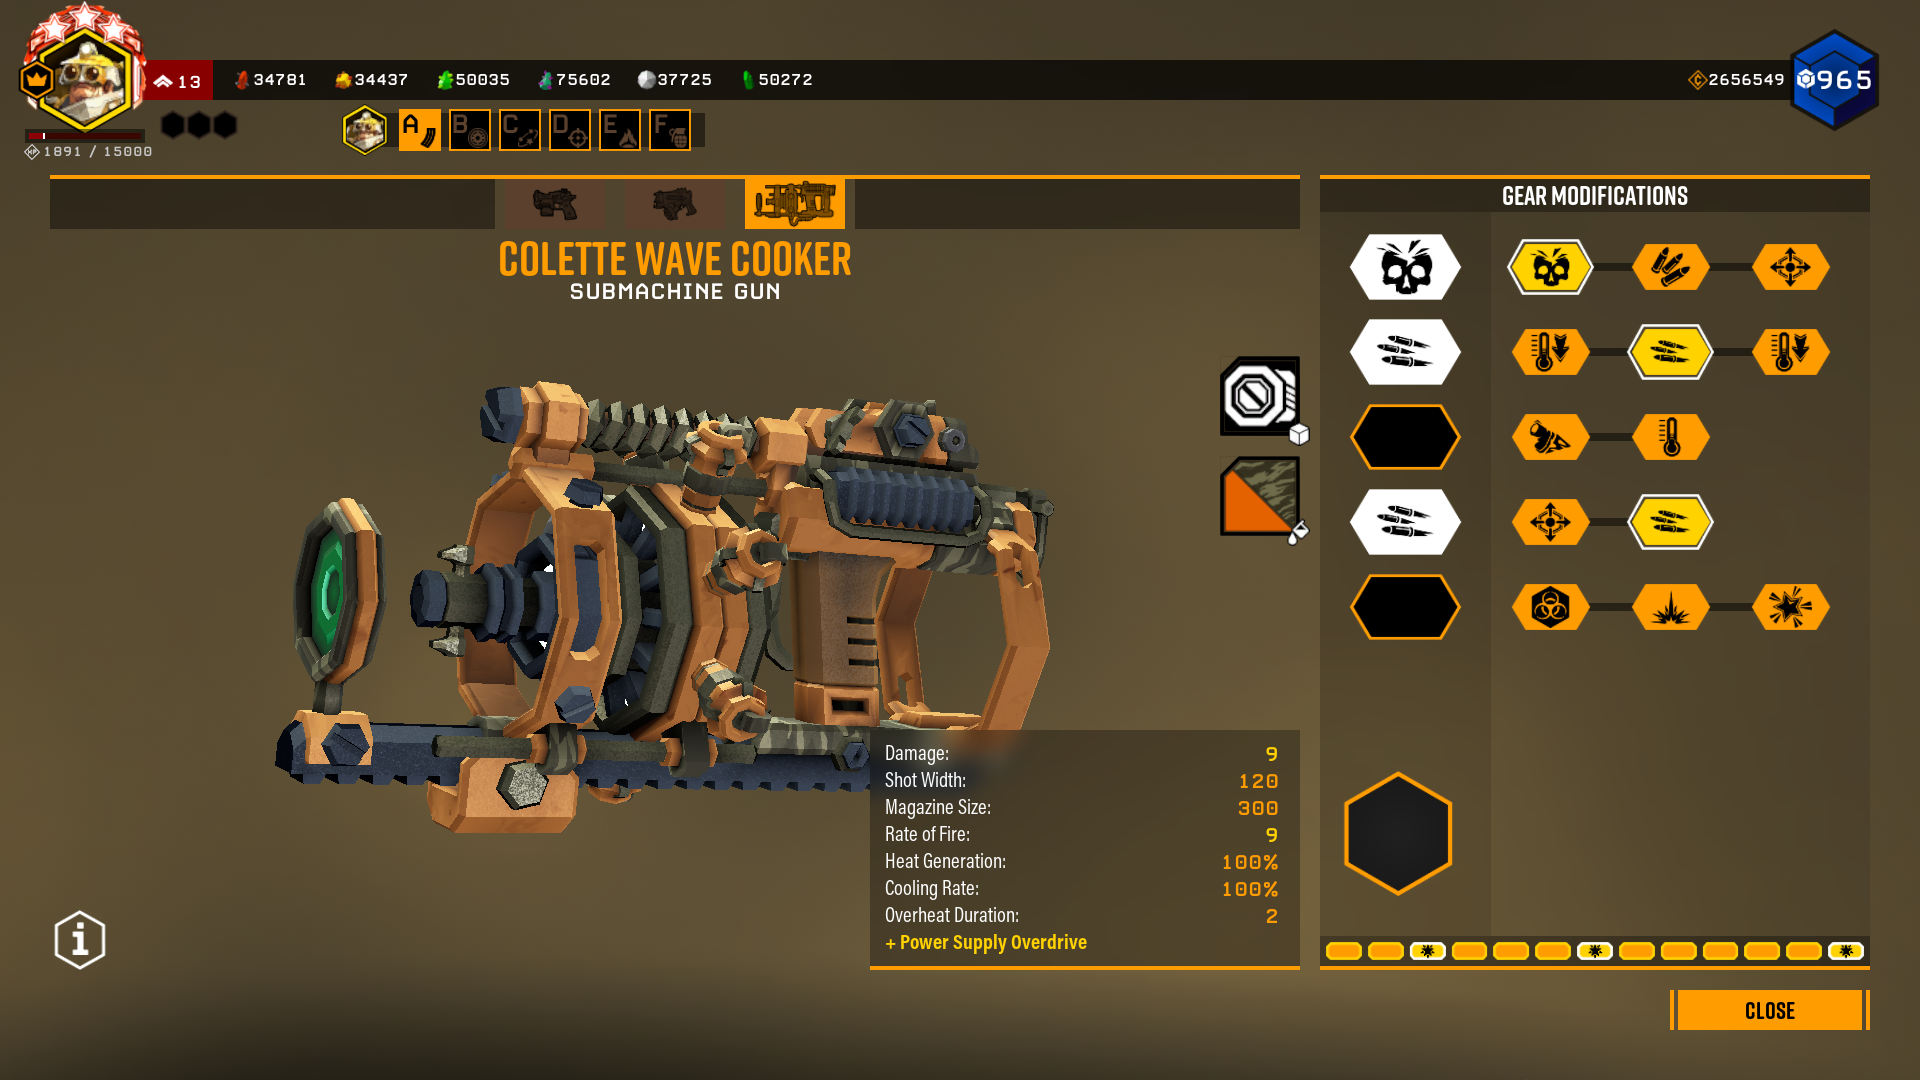 13
34781 34437 50035 75602 37725 50272
2656549
965
1891 / 15000
A B C D E F
GEAR MODIFICATIONS
COLETTE WAVE COOKER
SUBMACHINE GUN
Damage: 9
Shot Width: 120
Magazine Size: 300
Rate of Fire: 9
Heat Generation: 100%
Cooling Rate: 100%
Overheat Duration: 2
+ Power Supply Overdrive
CLOSE